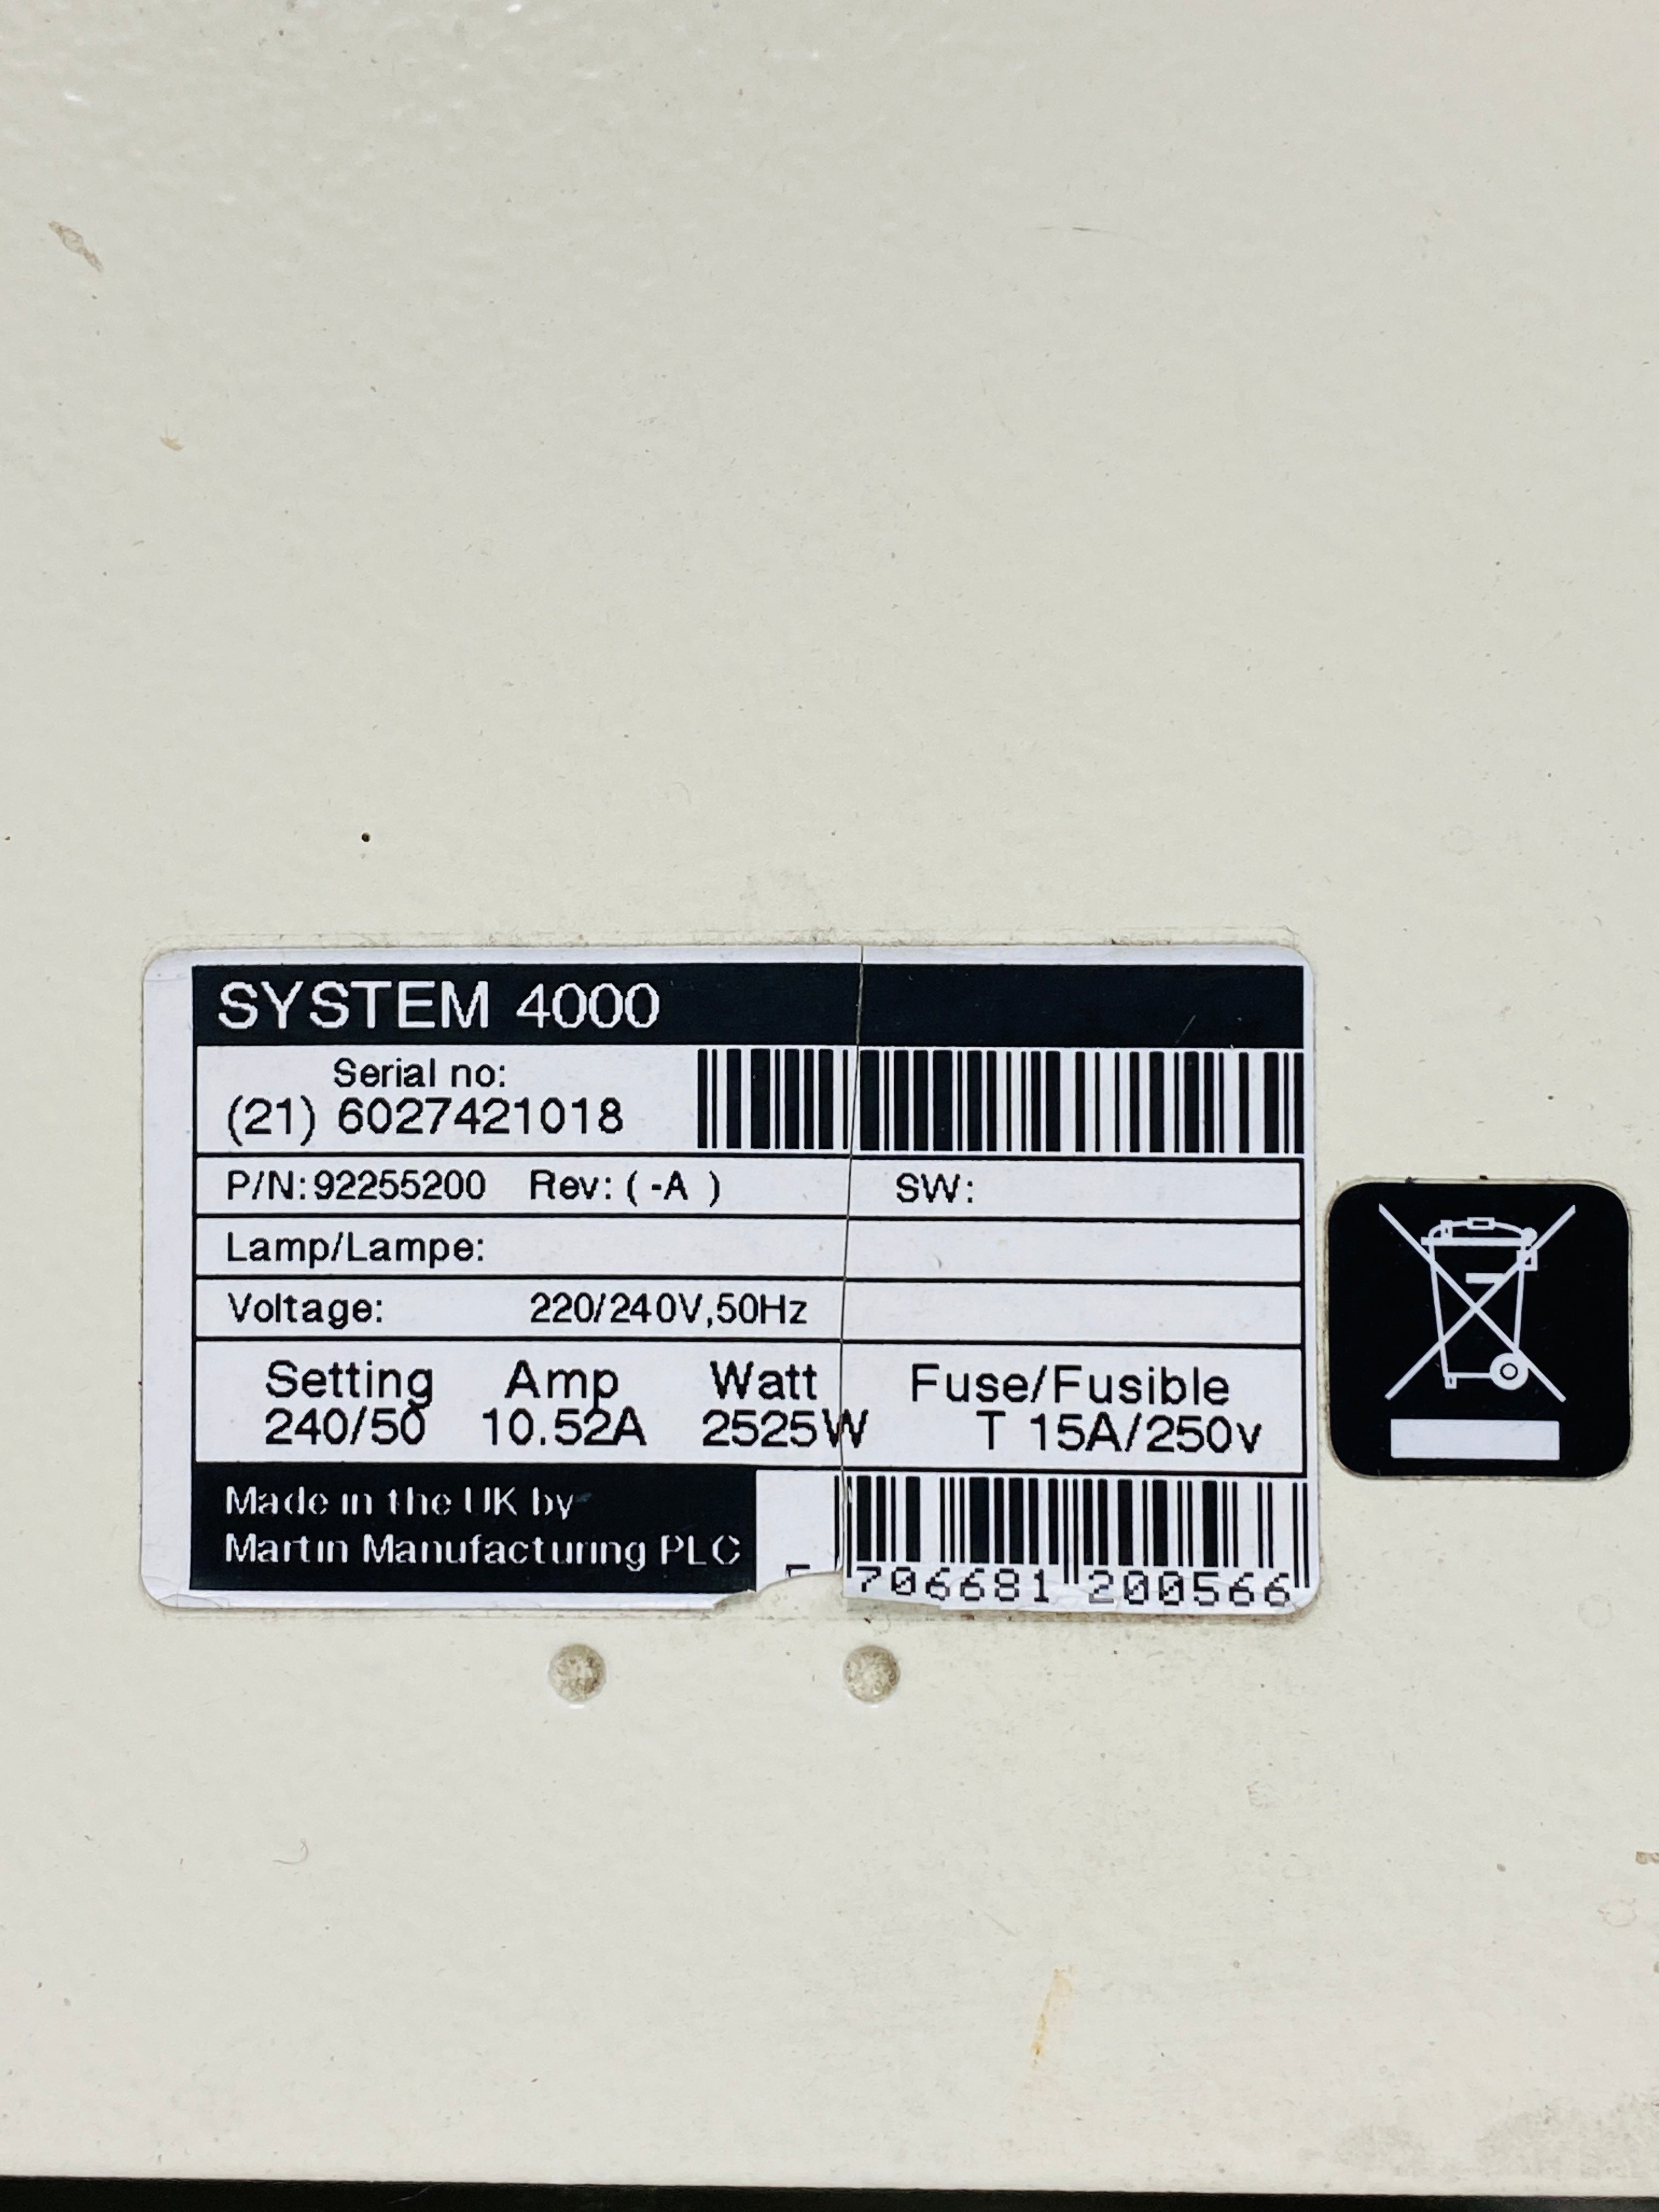 SYSTEM 4000
Serial no:
(21) 6027421018
P/N:92255200 Rev: ( -A ) SW:
Lamp/Lampe:
Voltage: 220/240V,50Hz
Setting Amp Watt Fuse/Fusible
240/50 10.52A 2525W T 15A/250v
Made in the UK by
Martin Manufacturing PLC
706681 200566